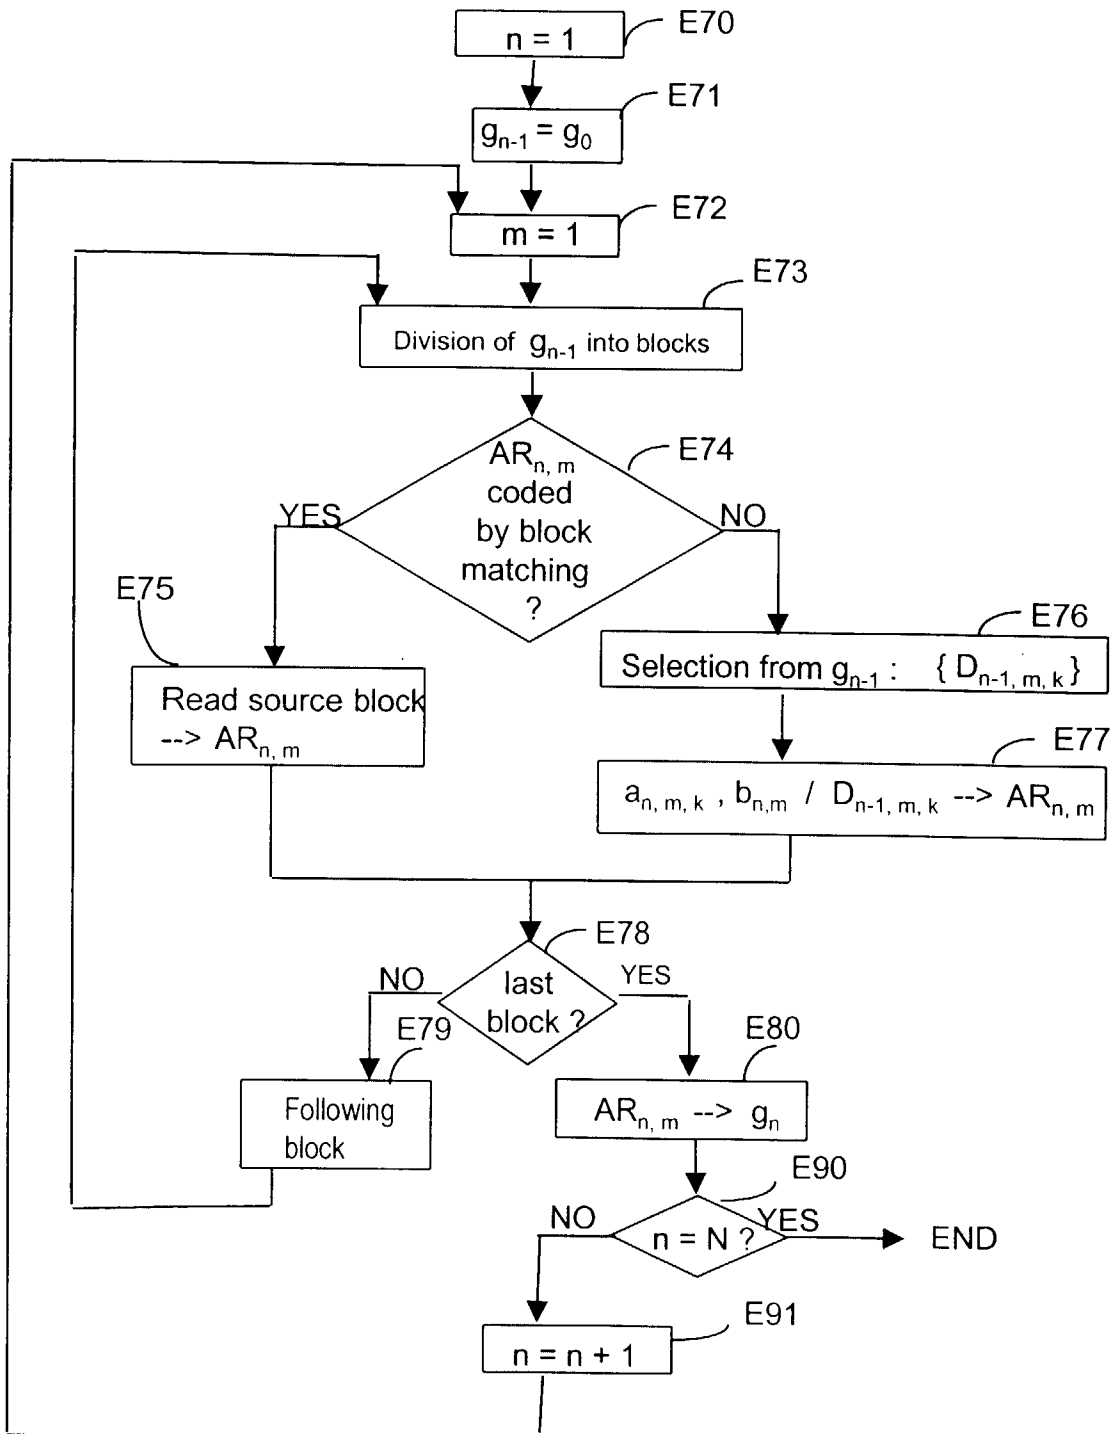 n = 1
E70
E71
gn-1 = g0
E72
m = 1
E73
Division of gn-1 into blocks
E74
ARn, m
coded
by block
matching
?
YES
NO
E75
Read source block
--> ARn, m
E76
Selection from gn-1 : { Dn-1, m, k }
E77
an, m, k , bn,m / Dn-1, m, k --> ARn, m
E78
last
block ?
NO
YES
E79
Following
block
E80
ARn, m --> gn
E90
n = N ?
NO
YES
END
E91
n = n + 1